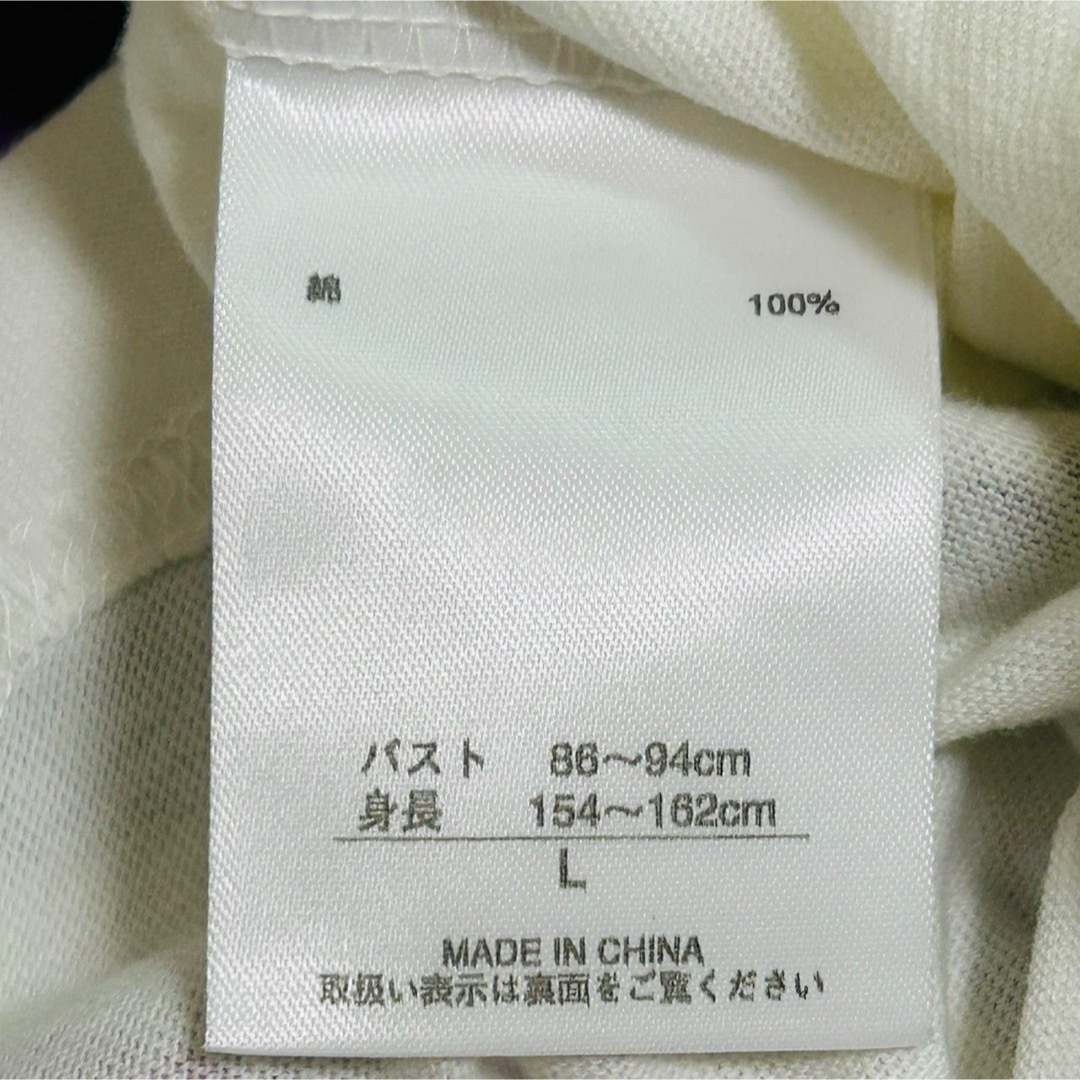 綿 100%
バスト 86〜94cm
身長 154〜162cm
L
MADE IN CHINA
取扱い表示は裏面をご覧ください